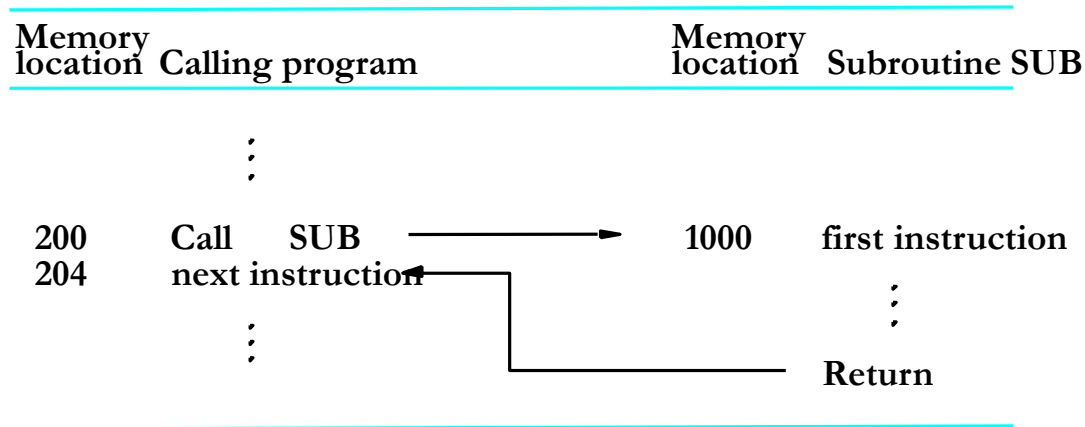 Memory location Calling program Memory location Subroutine SUB
200 Call SUB 1000 first instruction
204 next instruction
Return